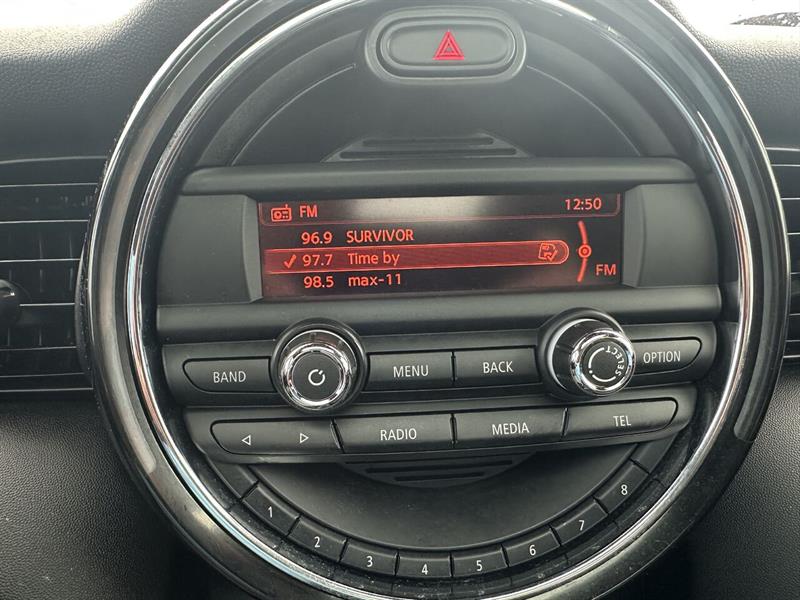 FM 12:50
96.9 SURVIVOR
✓ 97.7 Time by
98.5 max-11
FM
BAND
MENU
BACK
SELECT
OPTION
RADIO
MEDIA
TEL
1 2 3 4 5 6 7 8